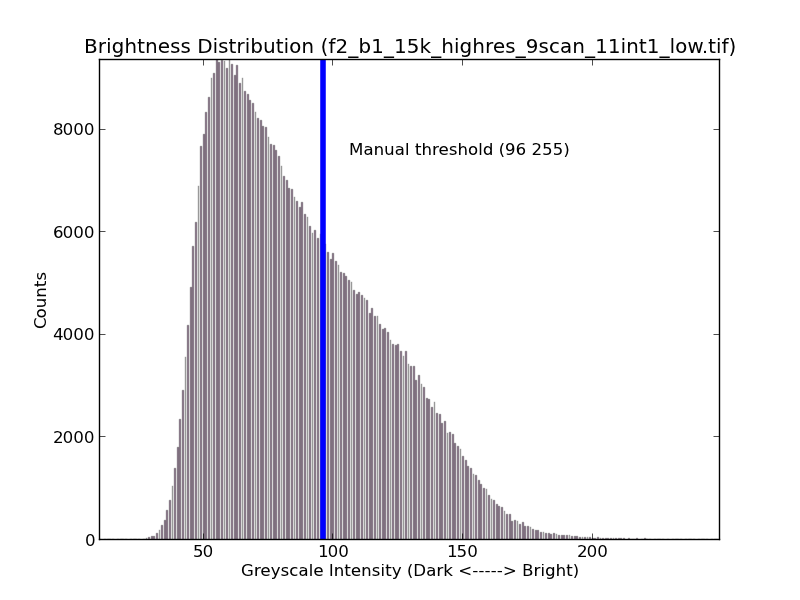 Brightness Distribution (f2_b1_15k_highres_9scan_11int1_low.tif)
8000
Manual threshold (96 255)
6000
Counts
4000
2000
0
50 100 150 200
Greyscale Intensity (Dark <-----> Bright)